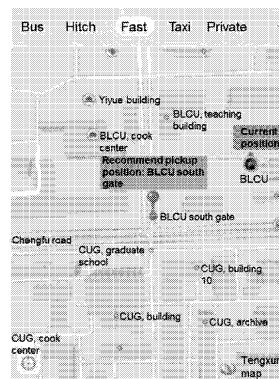 Bus Hitch Fast Taxi Private
Yiyue building
BLCU, teaching
building
BLCU, cook
center
Current
position
Recommend pickup
position: BLCU south
gate
BLCU
BLCU south gate
Chengfu road
CUG, graduate
school
CUG, building
10
CUG, building
CUG, archive
CUG, cook
center
Tengxun
map